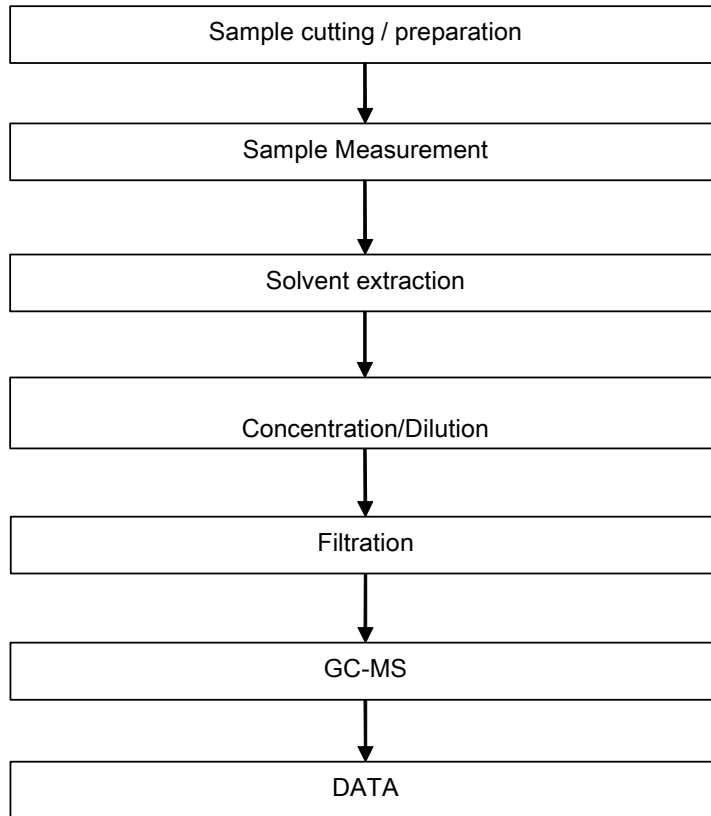 Sample cutting / preparation
Sample Measurement
Solvent extraction
Concentration/Dilution
Filtration
GC-MS
DATA